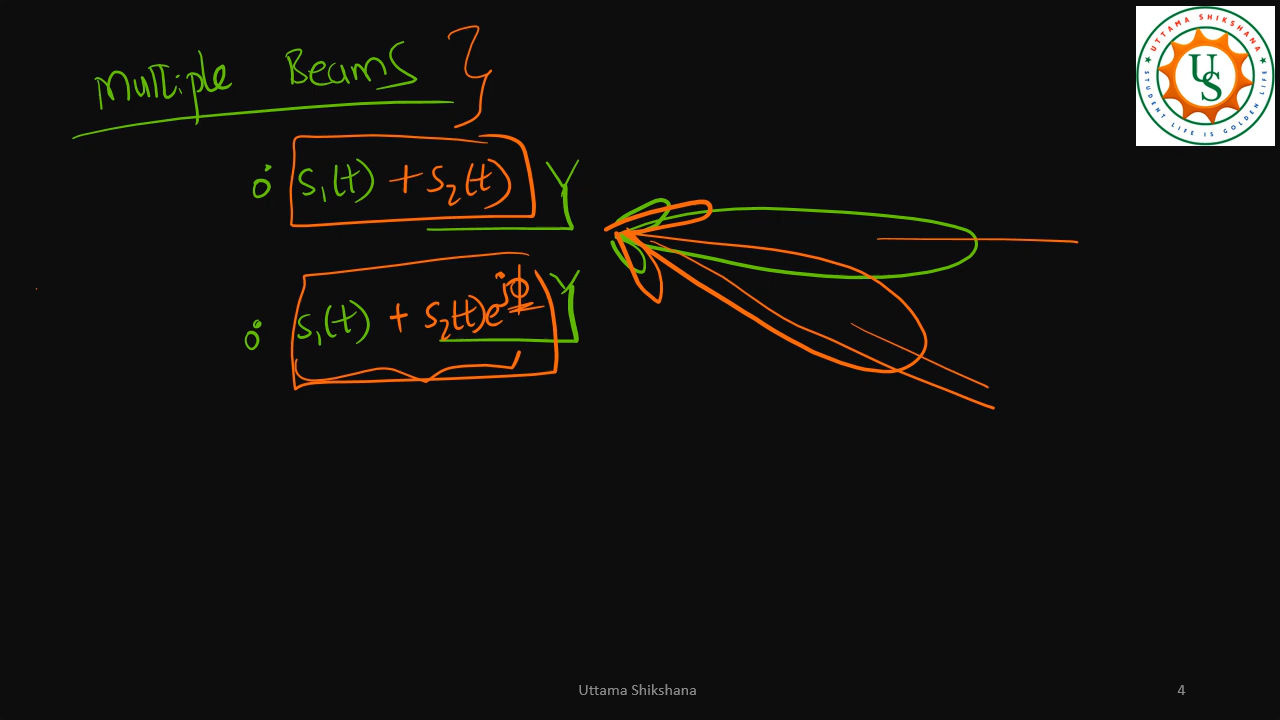 Multiple Beams }
S₁(t) + S₂(t)
S₁(t) + S₂(t)e^jϕ
UTTAMA SHIKSHANA
US
STUDENT LIFE IS GOLDEN LIFE
Uttama Shikshana
4